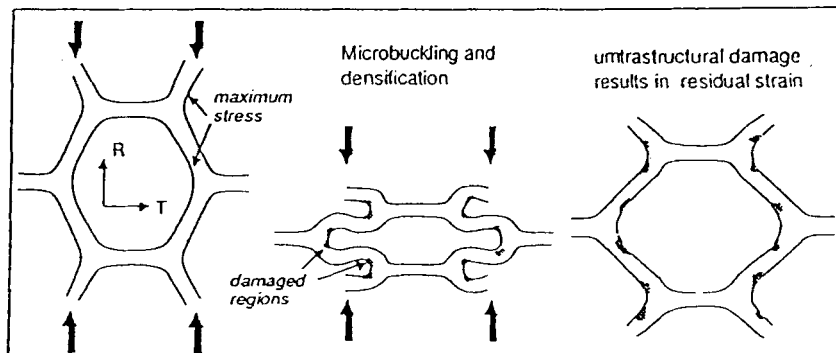 maximum
stress
R
T
Microbuckling and
densification
damaged
regions
umtrastructural damage
results in residual strain